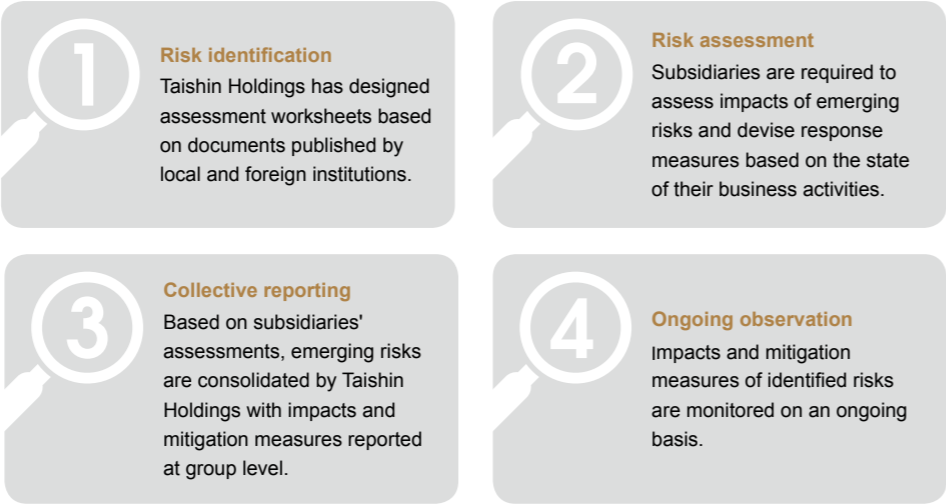 1
Risk identification
Taishin Holdings has designed
assessment worksheets based
on documents published by
local and foreign institutions.
2
Risk assessment
Subsidiaries are required to
assess impacts of emerging
risks and devise response
measures based on the state
of their business activities.
3
Collective reporting
Based on subsidiaries'
assessments, emerging risks
are consolidated by Taishin
Holdings with impacts and
mitigation measures reported
at group level.
4
Ongoing observation
Impacts and mitigation
measures of identified risks
are monitored on an ongoing
basis.